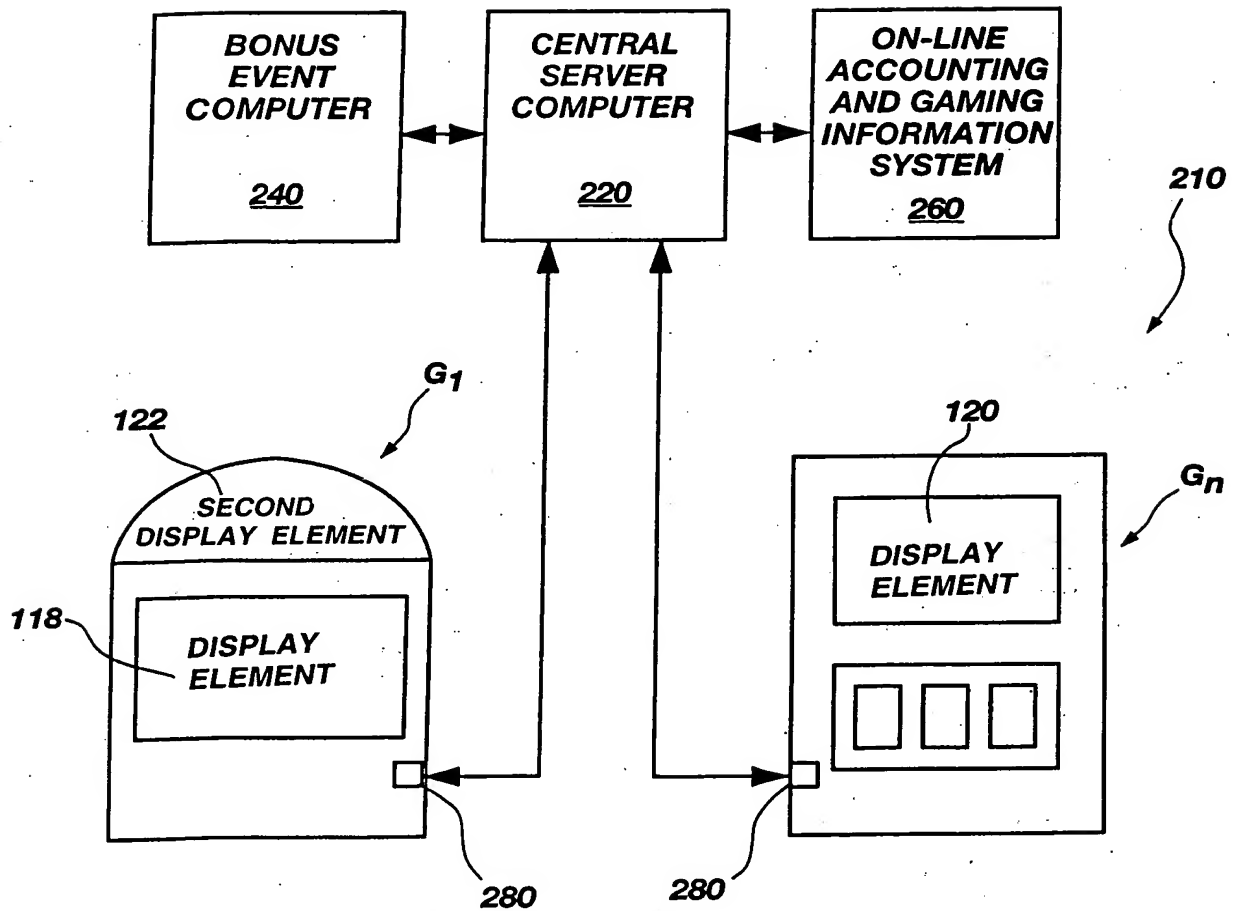 BONUS
EVENT
COMPUTER
240
CENTRAL
SERVER
COMPUTER
220
ON-LINE
ACCOUNTING
AND GAMING
INFORMATION
SYSTEM
260
210
G1
122
SECOND
DISPLAY ELEMENT
118
DISPLAY
ELEMENT
280
120
Gn
DISPLAY
ELEMENT
280